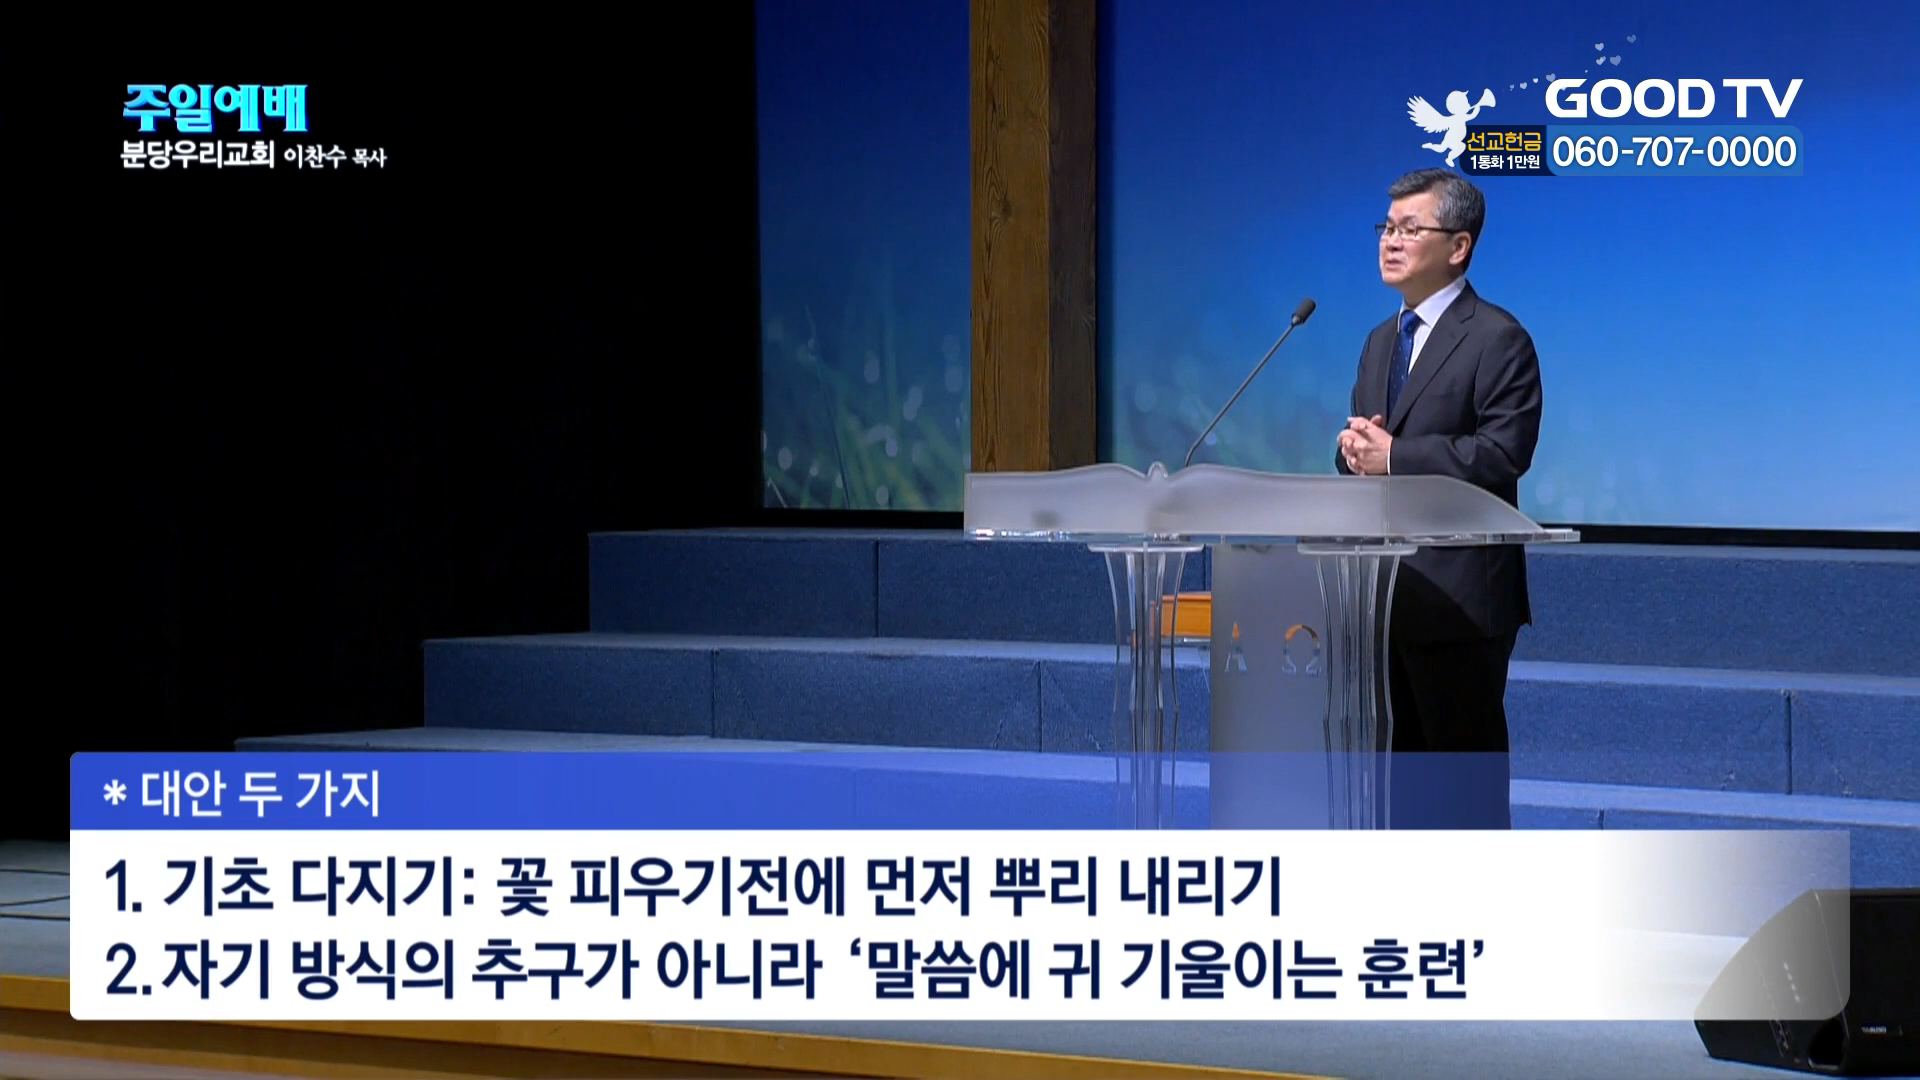 주일예배
분당우리교회 이찬수 목사
GOODTV
선교헌금
1통화 1만원
060-707-0000
Α Ω
* 대안 두 가지
1. 기초 다지기: 꽃 피우기전에 먼저 뿌리 내리기
2. 자기 방식의 추구가 아니라 ‘말씀에 귀 기울이는 훈련’